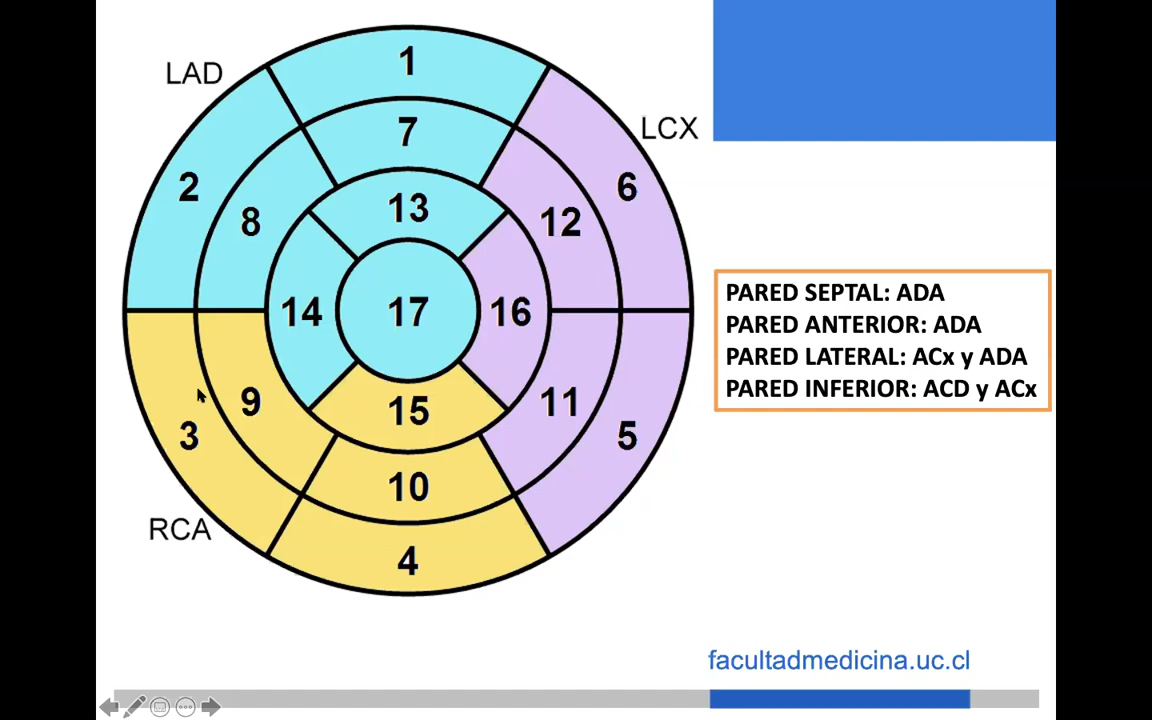 LAD
1
LCX
7
2
6
13
8
12
14
17
16
PARED SEPTAL: ADA
PARED ANTERIOR: ADA
PARED LATERAL: ACx y ADA
PARED INFERIOR: ACD y ACx
9
15
11
3
5
10
RCA
4
facultadmedicina.uc.cl